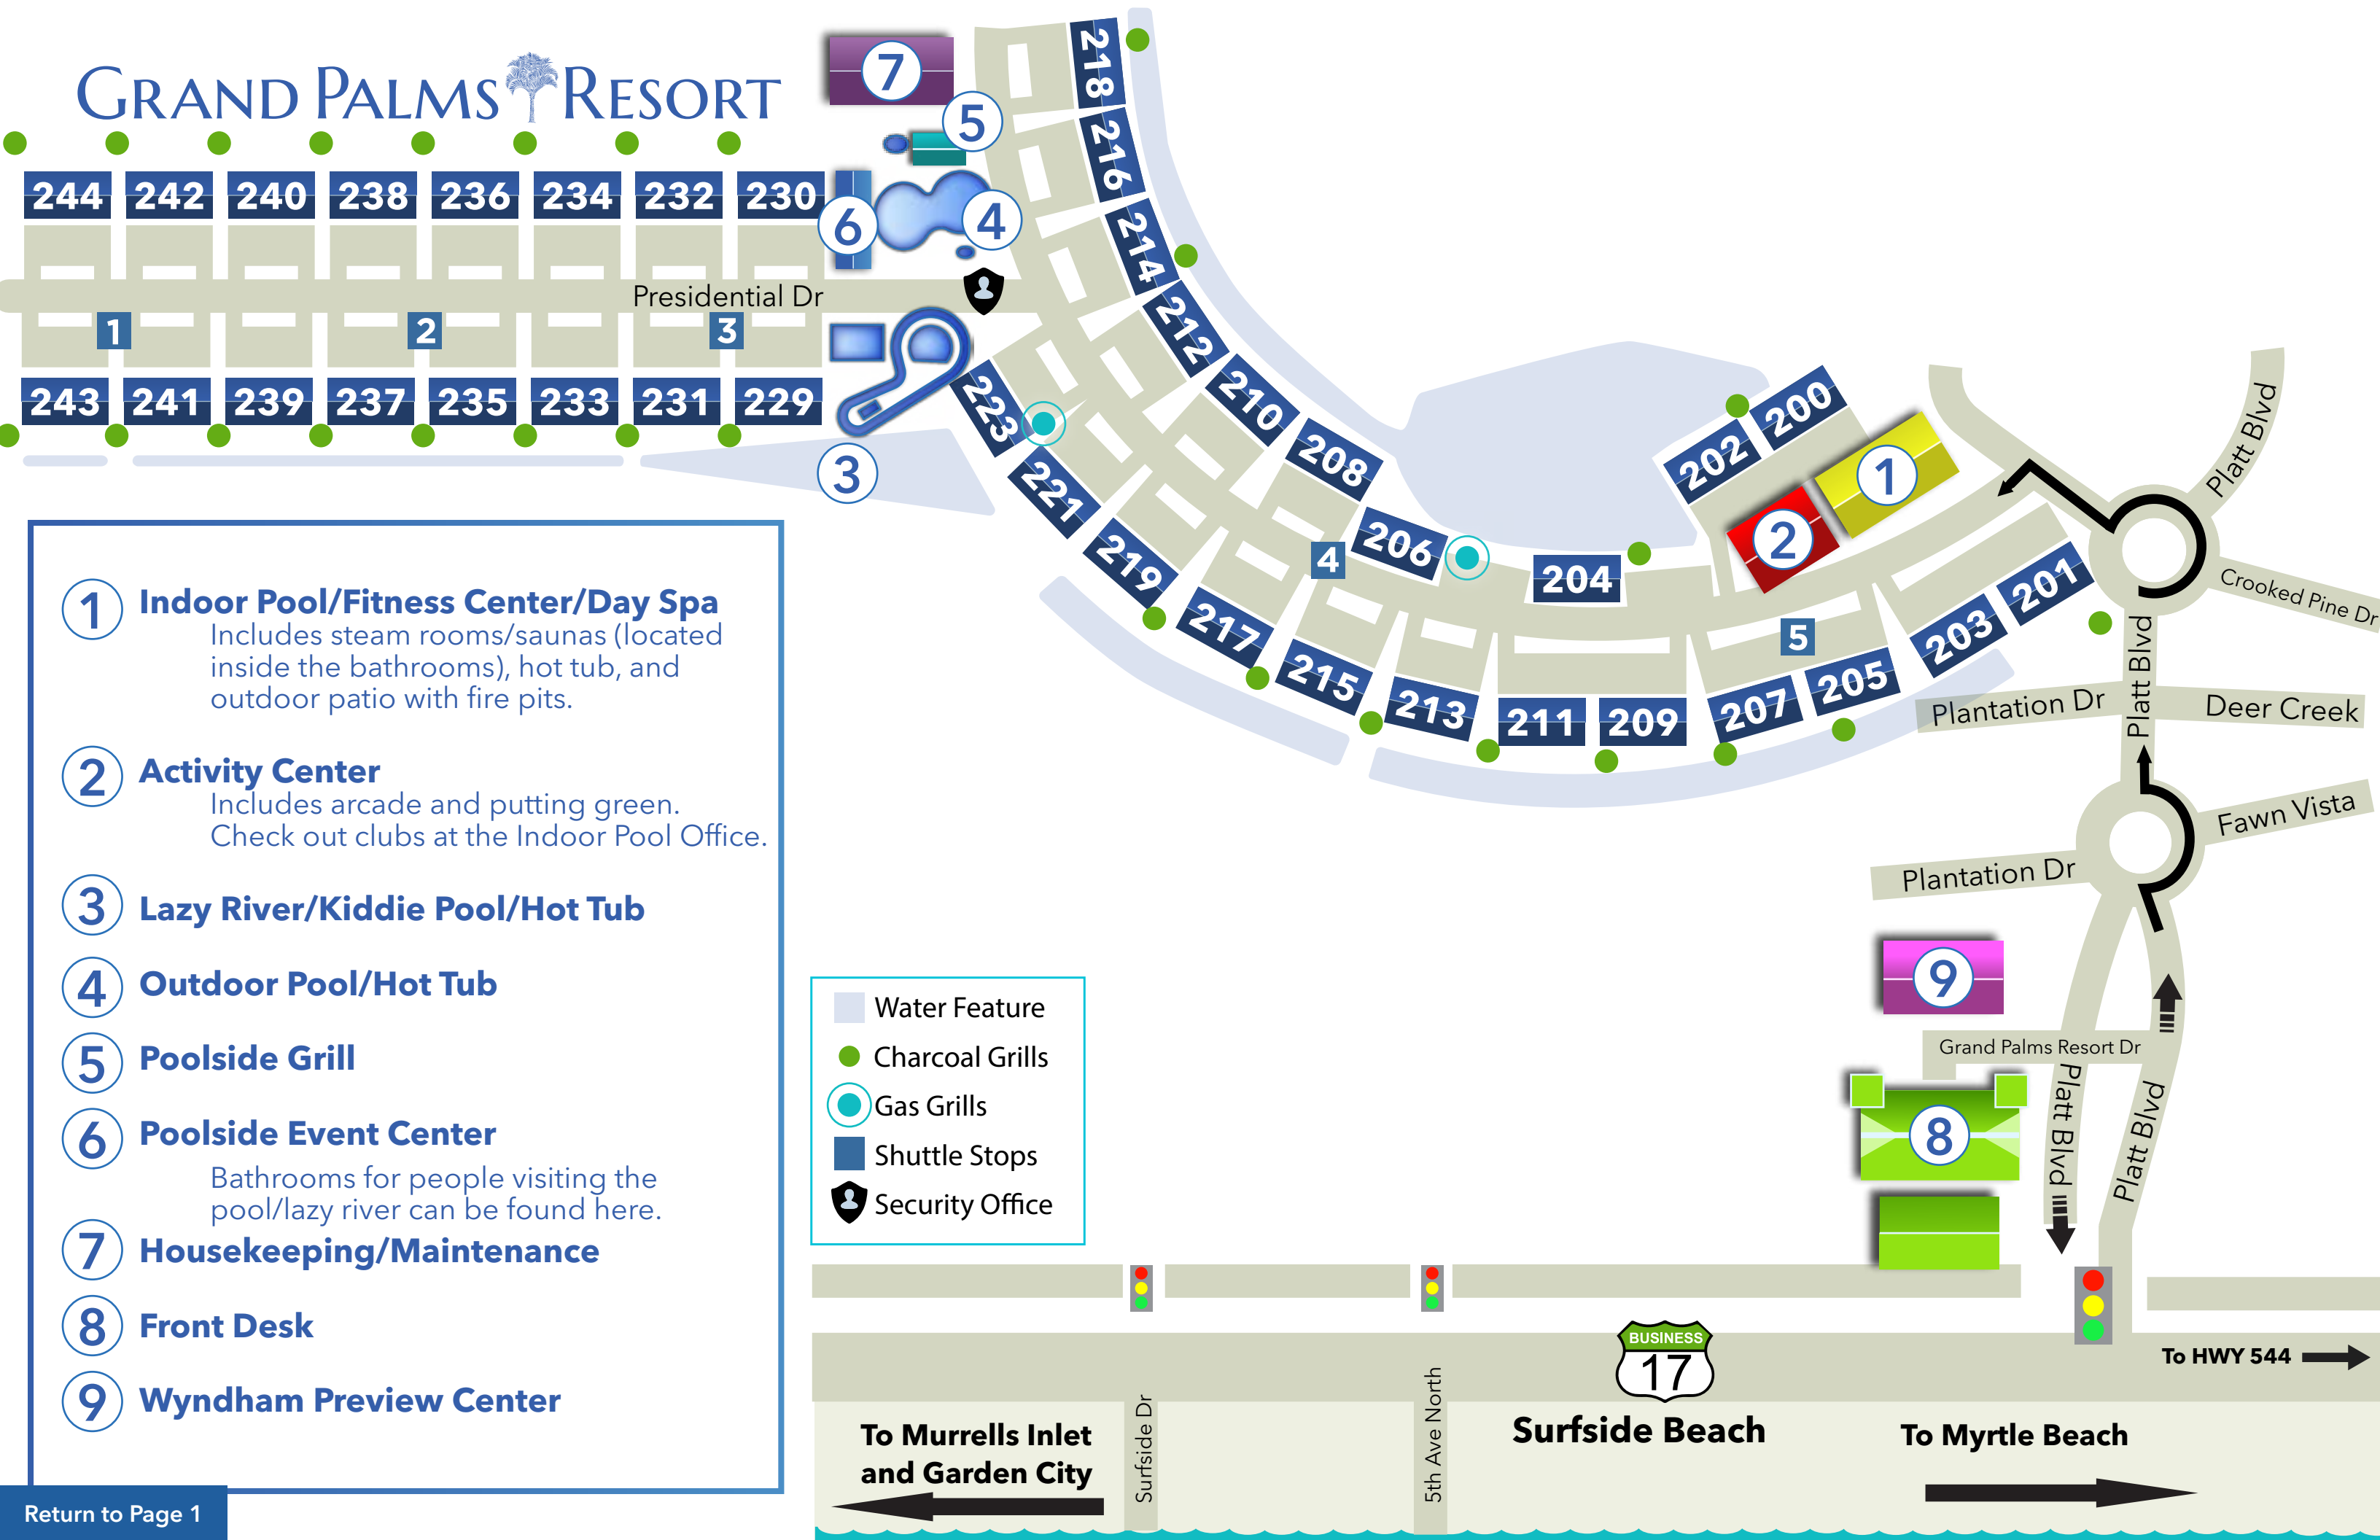 GRAND PALMS RESORT
7
5
6
4
3
244 242 240 238 236 234 232 230
Presidential Dr
1 2 3
243 241 239 237 235 233 231 229
218
216
214
212
210
208
206
204
202
200
223
221
219
217
215
213
211
209
207
205
203
201
4
5
1
2
Platt Blvd
Crooked Pine Dr
Platt Blvd
Plantation Dr
Deer Creek
Fawn Vista
Plantation Dr
9
Grand Palms Resort Dr
Platt Blvd
Platt Blvd
8
1 Indoor Pool/Fitness Center/Day Spa
Includes steam rooms/saunas (located
inside the bathrooms), hot tub, and
outdoor patio with fire pits.
2 Activity Center
Includes arcade and putting green.
Check out clubs at the Indoor Pool Office.
3 Lazy River/Kiddie Pool/Hot Tub
4 Outdoor Pool/Hot Tub
5 Poolside Grill
6 Poolside Event Center
Bathrooms for people visiting the
pool/lazy river can be found here.
7 Housekeeping/Maintenance
8 Front Desk
9 Wyndham Preview Center
Return to Page 1
Water Feature
Charcoal Grills
Gas Grills
Shuttle Stops
Security Office
BUSINESS
17
To HWY 544
To Murrells Inlet
and Garden City
Surfside Dr
5th Ave North
Surfside Beach
To Myrtle Beach